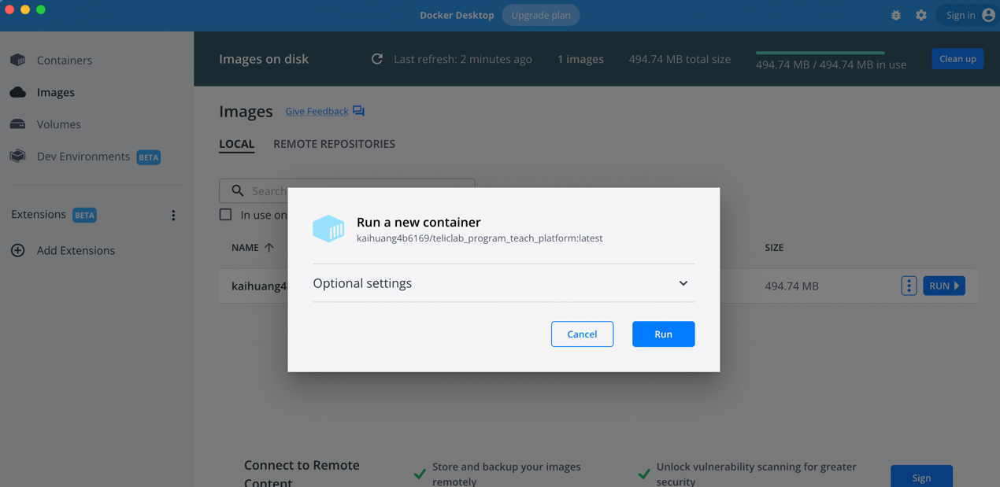 Docker Desktop
Upgrade plan
Sign in
Containers
Images
Volumes
Dev Environments BETA
Extensions BETA
Add Extensions
Images on disk
Last refresh: 2 minutes ago
1 images
494.74 MB total size
494.74 MB / 494.74 MB in use
Clean up
Images
Give Feedback
LOCAL
REMOTE REPOSITORIES
Search
In use on
NAME
SIZE
kaihuang4
494.74 MB
RUN
Run a new container
kaihuang4b6169/teliclab_program_teach_platform:latest
Optional settings
Cancel
Run
Connect to Remote
Content
Store and backup your images
remotely
Unlock vulnerability scanning for greater
security
Sign